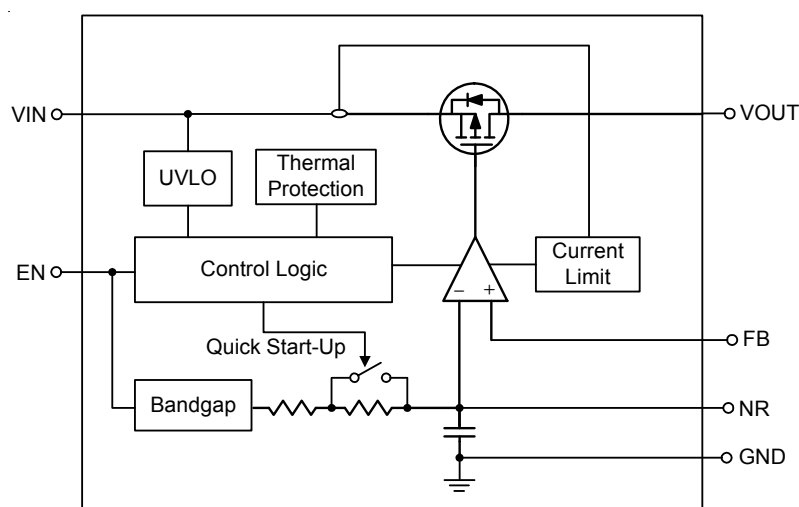 VIN
VOUT
UVLO
Thermal
Protection
EN
Control Logic
Current
Limit
− +
Quick Start-Up
FB
Bandgap
NR
GND